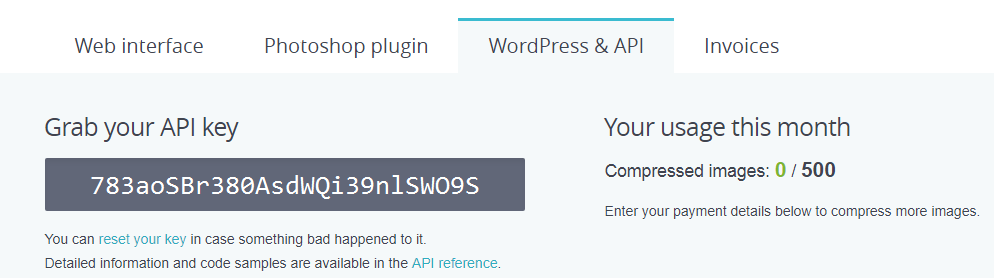 Web interface
Photoshop plugin
WordPress & API
Invoices
Grab your API key
783aoSBr380AsdWQi39nlSWO9S
You can reset your key in case something bad happened to it.
Detailed information and code samples are available in the API reference.
Your usage this month
Compressed images: 0 / 500
Enter your payment details below to compress more images.